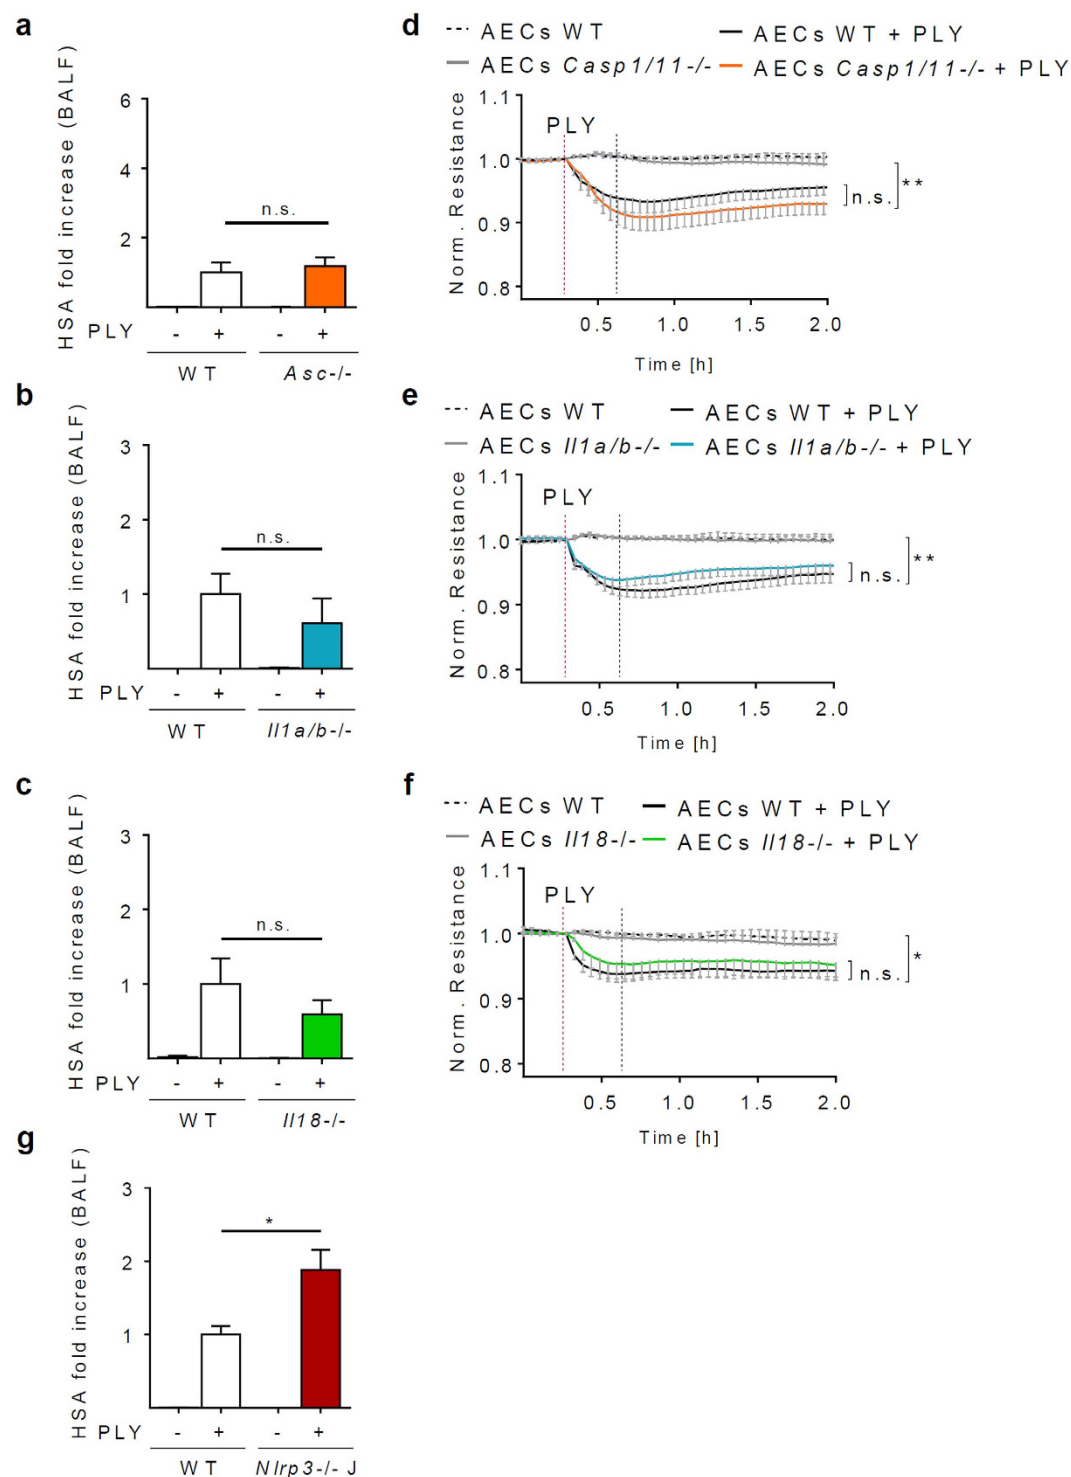 a
HSA fold increase (BALF)
6
4
2
n.s.
PLY - + - +
WT Asc-/-
b
HSA fold increase (BALF)
3
2
1
n.s.
PLY - + - +
WT Il1a/b-/-
c
HSA fold increase (BALF)
3
2
1
n.s.
PLY - + - +
WT Il18-/-
g
HSA fold increase (BALF)
3
2
1
*
PLY - + - +
WT Nlrp3-/- J
d
AECs WT AECs WT + PLY
AECs Casp1/11-/- AECs Casp1/11-/- + PLY
Norm. Resistance
1.1
1.0
0.9
0.8
PLY
n.s.
**
0.5 1.0 1.5 2.0
Time [h]
e
AECs WT AECs WT + PLY
AECs Il1a/b-/- AECs Il1a/b-/- + PLY
Norm. Resistance
1.1
1.0
0.9
0.8
PLY
n.s.
**
0.5 1.0 1.5 2.0
Time [h]
f
AECs WT AECs WT + PLY
AECs Il18-/- AECs Il18-/- + PLY
Norm. Resistance
1.1
1.0
0.9
0.8
PLY
n.s.
*
0.5 1.0 1.5 2.0
Time [h]